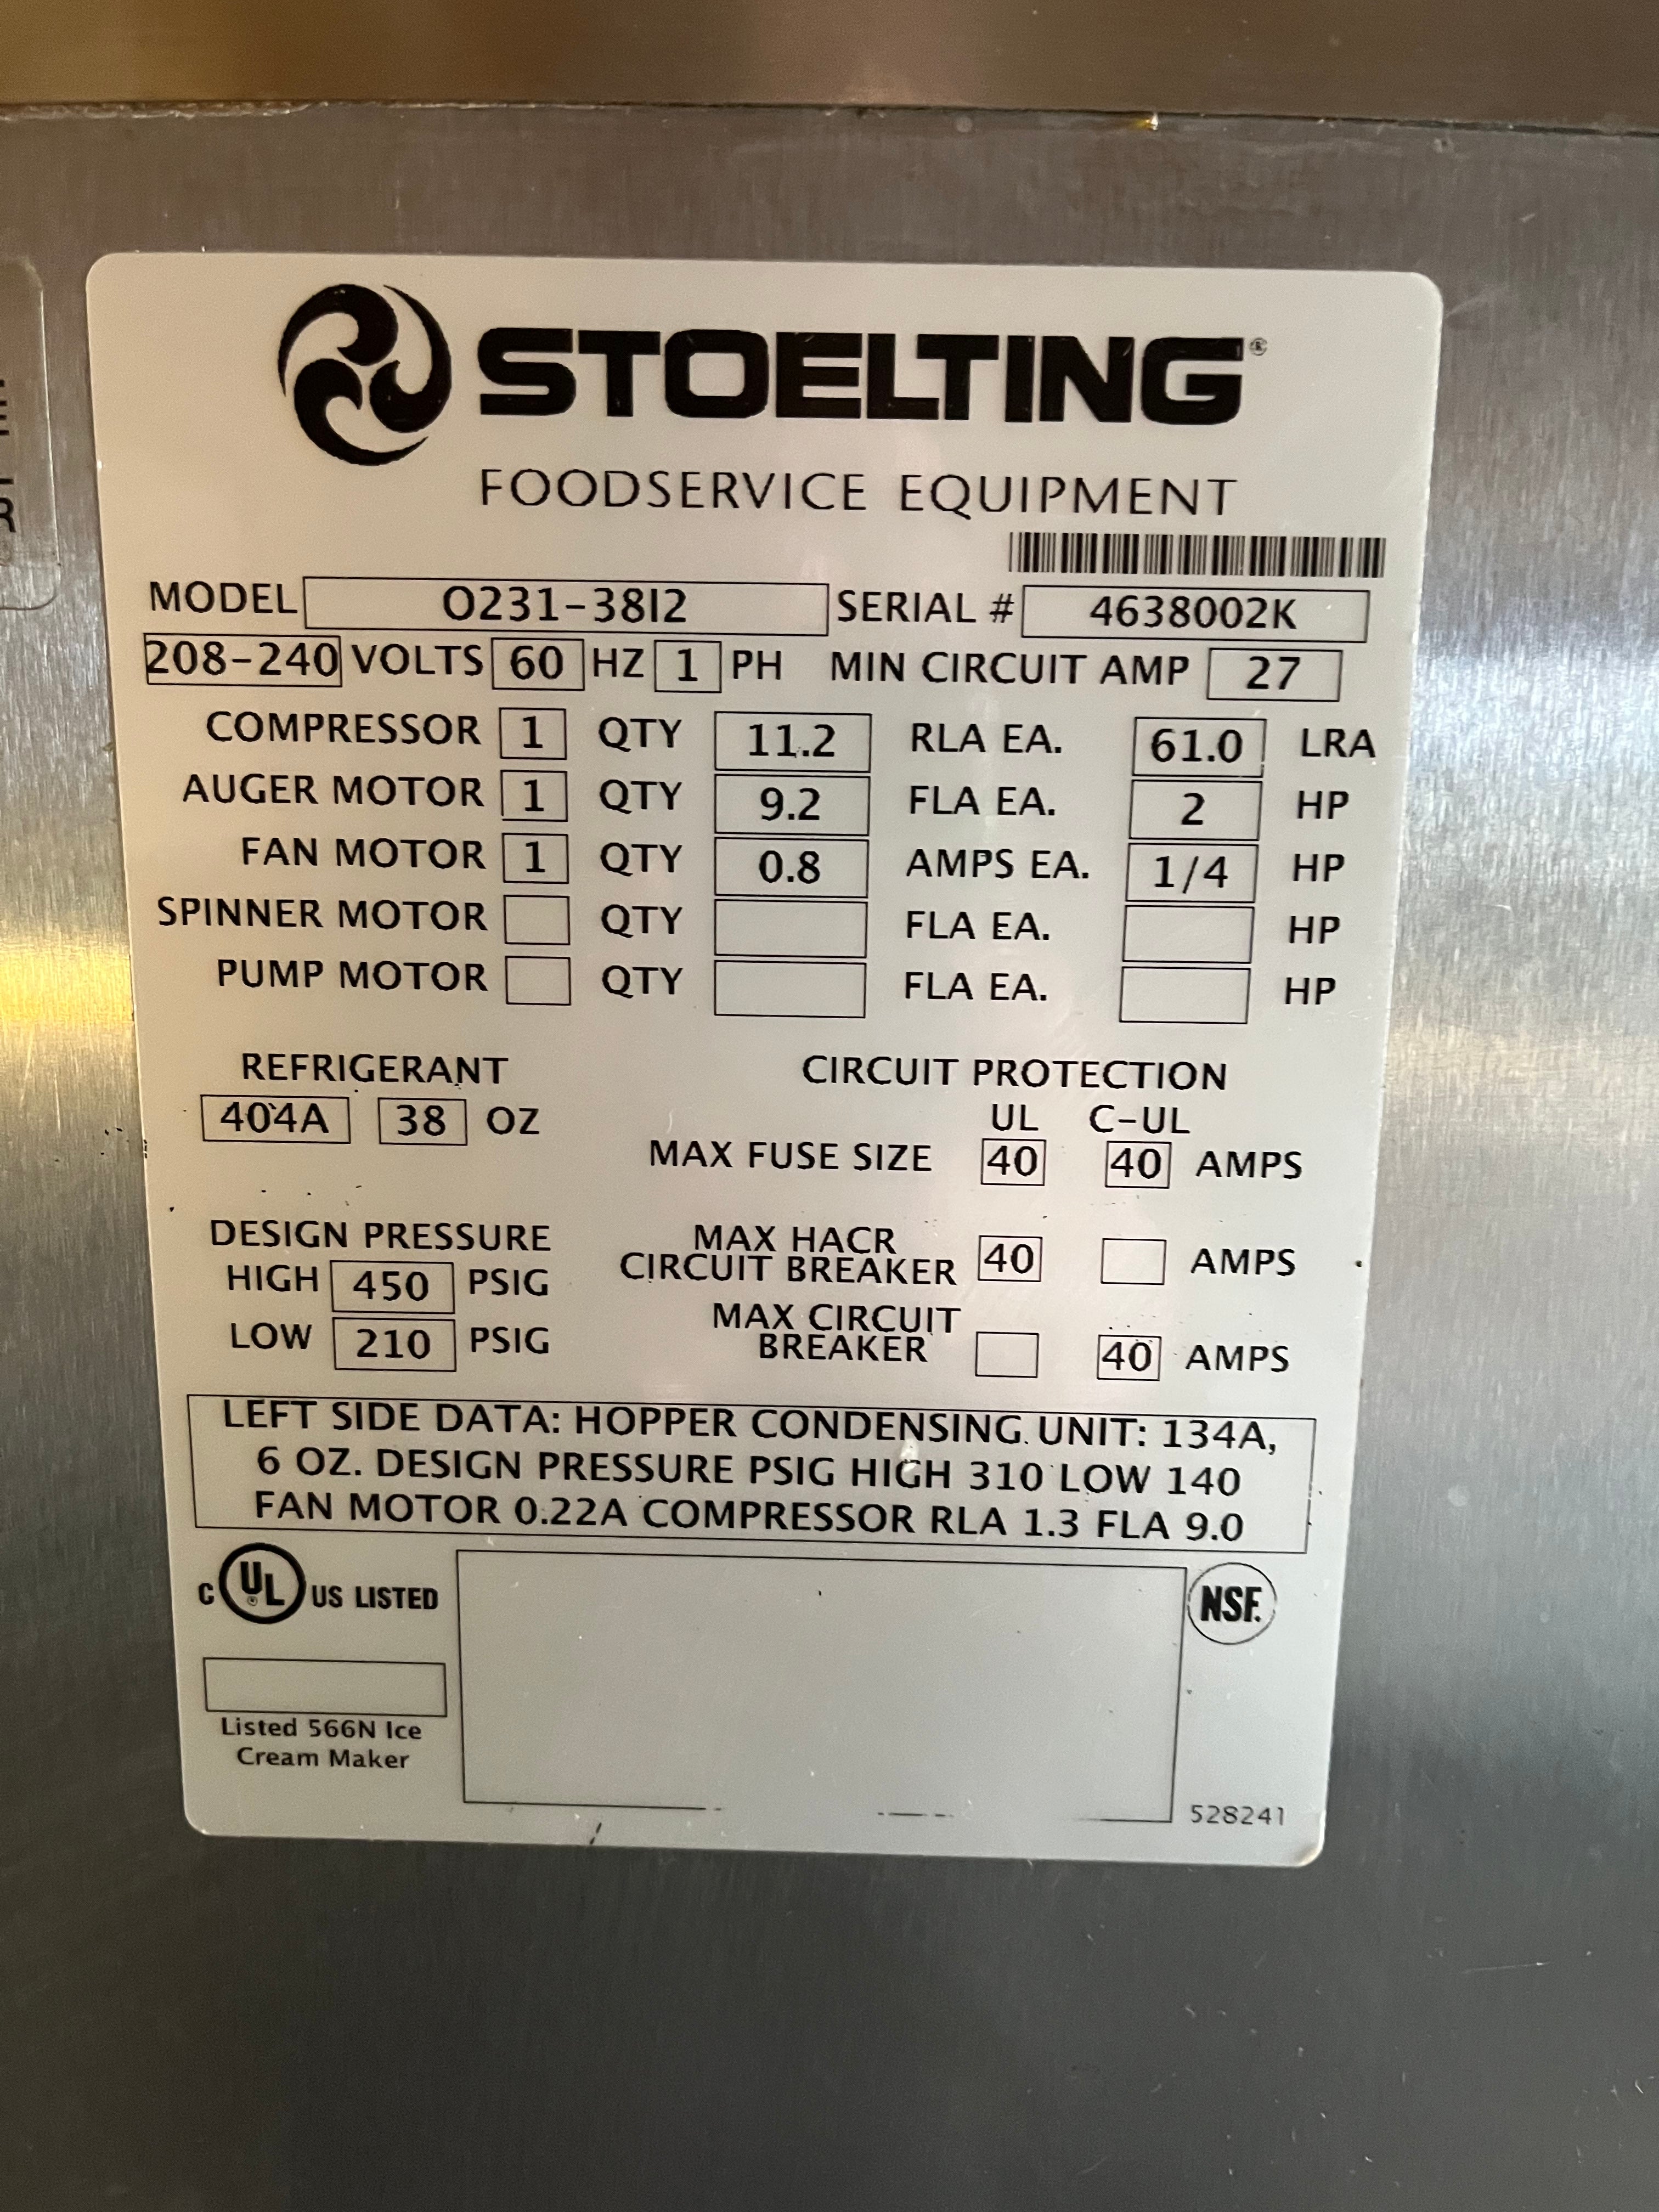 STOELTING®
FOODSERVICE EQUIPMENT
MODEL O231-38I2 SERIAL # 4638002K
208-240 VOLTS 60 HZ 1 PH MIN CIRCUIT AMP 27
COMPRESSOR 1 QTY 11.2 RLA EA. 61.0 LRA
AUGER MOTOR 1 QTY 9.2 FLA EA. 2 HP
FAN MOTOR 1 QTY 0.8 AMPS EA. 1/4 HP
SPINNER MOTOR QTY FLA EA. HP
PUMP MOTOR QTY FLA EA. HP
REFRIGERANT
404A 38 OZ
CIRCUIT PROTECTION
UL C-UL
MAX FUSE SIZE 40 40 AMPS
DESIGN PRESSURE
HIGH 450 PSIG
LOW 210 PSIG
MAX HACR
CIRCUIT BREAKER 40 AMPS
MAX CIRCUIT
BREAKER 40 AMPS
LEFT SIDE DATA: HOPPER CONDENSING UNIT: 134A,
6 OZ. DESIGN PRESSURE PSIG HIGH 310 LOW 140
FAN MOTOR 0.22A COMPRESSOR RLA 1.3 FLA 9.0
C UL® US LISTED
NSF.
Listed 566N Ice
Cream Maker
528241